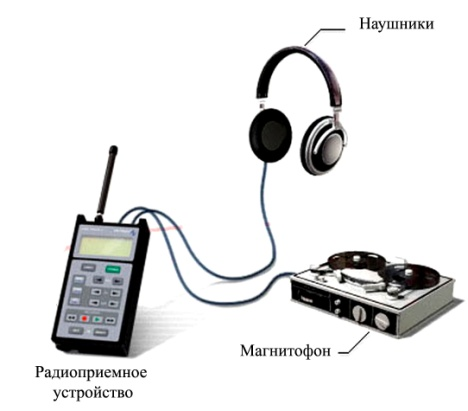 Наушники
Магнитофон
Радиоприемное
устройство